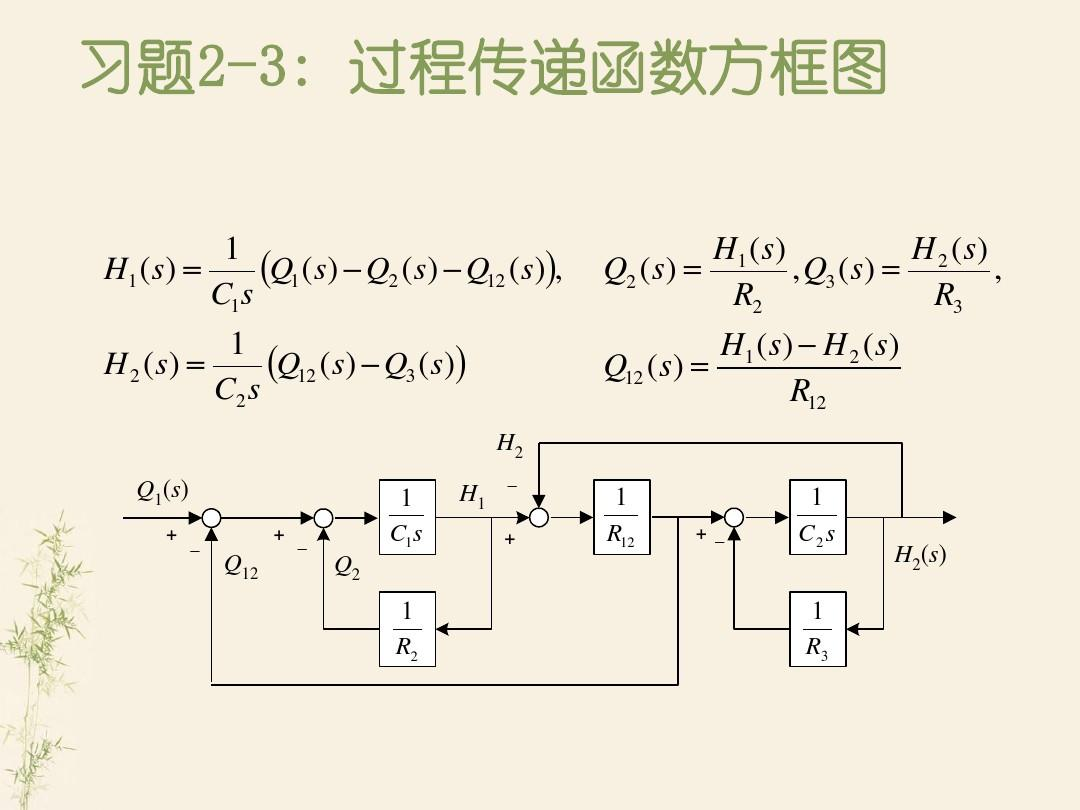 习题2-3：过程传递函数方框图
H₁(s) = 1/(C₁s) (Q₁(s) − Q₂(s) − Q₁₂(s)), Q₂(s) = H₁(s)/R₂ , Q₃(s) = H₂(s)/R₃ ,
H₂(s) = 1/(C₂s) (Q₁₂(s) − Q₃(s)) Q₁₂(s) = (H₁(s) − H₂(s))/R₁₂
H₂
Q₁(s) 1/(C₁s) H₁ − 1/R₁₂ 1/(C₂s)
+ − + − + + − H₂(s)
Q₁₂ Q₂
1/R₂ 1/R₃